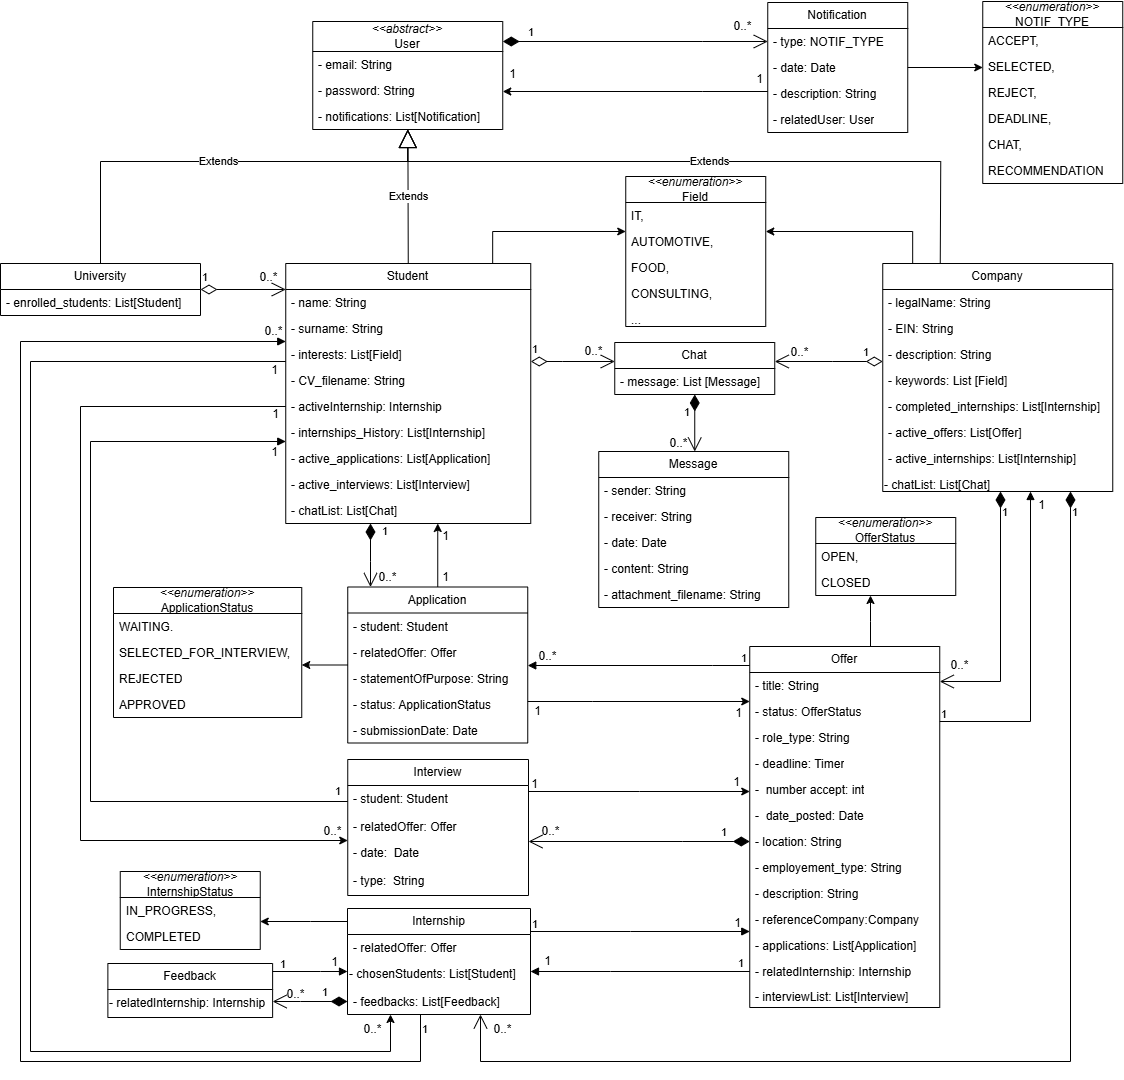 <<abstract>>
User
- email: String
- password: String
- notifications: List[Notification]
1
0..*
1
1
Notification
- type: NOTIF_TYPE
- date: Date
- description: String
- relatedUser: User
<<enumeration>>
NOTIF_TYPE
ACCEPT,
SELECTED,
REJECT,
DEADLINE,
CHAT,
RECOMMENDATION
Extends
Extends
Extends
<<enumeration>>
Field
IT,
AUTOMOTIVE,
FOOD,
CONSULTING,
...
University
- enrolled_students: List[Student]
1
0..*
Student
- name: String
- surname: String
- interests: List[Field]
- CV_filename: String
- activeInternship: Internship
- internships_History: List[Internship]
- active_applications: List[Application]
- active_interviews: List[Interview]
- chatList: List[Chat]
0..*
1
1
1
1
0..*
Chat
- message: List [Message]
0..*
1
1
0..*
Message
- sender: String
- receiver: String
- date: Date
- content: String
- attachment_filename: String
Company
- legalName: String
- EIN: String
- description: String
- keywords: List [Field]
- completed_internships: List[Internship]
- active_offers: List[Offer]
- active_internships: List[Internship]
- chatList: List[Chat]
1
1
1
<<enumeration>>
OfferStatus
OPEN,
CLOSED
1
0..*
1
1
<<enumeration>>
ApplicationStatus
WAITING.
SELECTED_FOR_INTERVIEW,
REJECTED
APPROVED
Application
- student: Student
- relatedOffer: Offer
- statementOfPurpose: String
- status: ApplicationStatus
- submissionDate: Date
0..*
1
1
1
Offer
- title: String
- status: OfferStatus
- role_type: String
- deadline: Timer
- number accept: int
- date_posted: Date
- location: String
- employement_type: String
- description: String
- referenceCompany:Company
- applications: List[Application]
- relatedInternship: Internship
- interviewList: List[Interview]
0..*
1
Interview
- student: Student
- relatedOffer: Offer
- date: Date
- type: String
1
0..*
1
1
0..*
1
<<enumeration>>
InternshipStatus
IN_PROGRESS,
COMPLETED
Internship
- relatedOffer: Offer
- chosenStudents: List[Student]
- feedbacks: List[Feedback]
1
1
1
1
Feedback
- relatedInternship: Internship
1
1
0..*
1
0..*
1
0..*